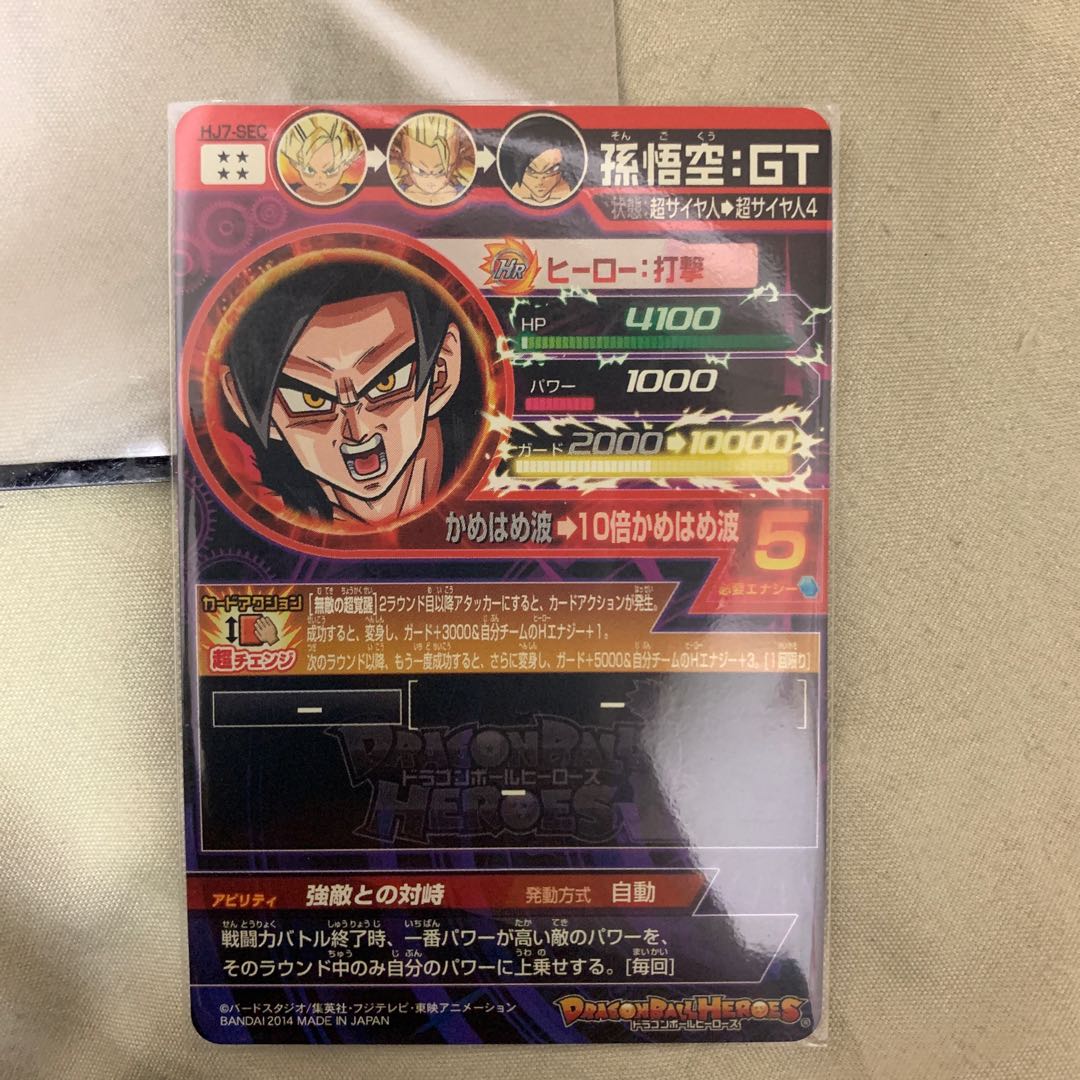 HJ7-SEC
孫悟空:GT
そんごくう
状態:超サイヤ人➡超サイヤ人4
HR ヒーロー:打撃
HP 4100
パワー 1000
ガード 2000➡10000
かめはめ波➡10倍かめはめ波
5
必要エナジー
カードアクション
超チェンジ
[無敵の超覚醒]2ラウンド目以降アタッカーにすると、カードアクションが発生。
成功すると、変身し、ガード+3000&自分チームのHエナジー+1。
次のラウンド以降、もう一度成功すると、さらに変身し、ガード+5000&自分チームのHエナジー+3。[1回限り]
ー
ー
DRAGONBALL
ドラゴンボールヒーローズ
HEROES
ー
アビリティ 強敵との対峙 発動方式 自動
戦闘力バトル終了時、一番パワーが高い敵のパワーを、
そのラウンド中のみ自分のパワーに上乗せする。[毎回]
©バードスタジオ/集英社・フジテレビ・東映アニメーション
BANDAI 2014 MADE IN JAPAN
DRAGONBALL HEROES
ドラゴンボールヒーローズ